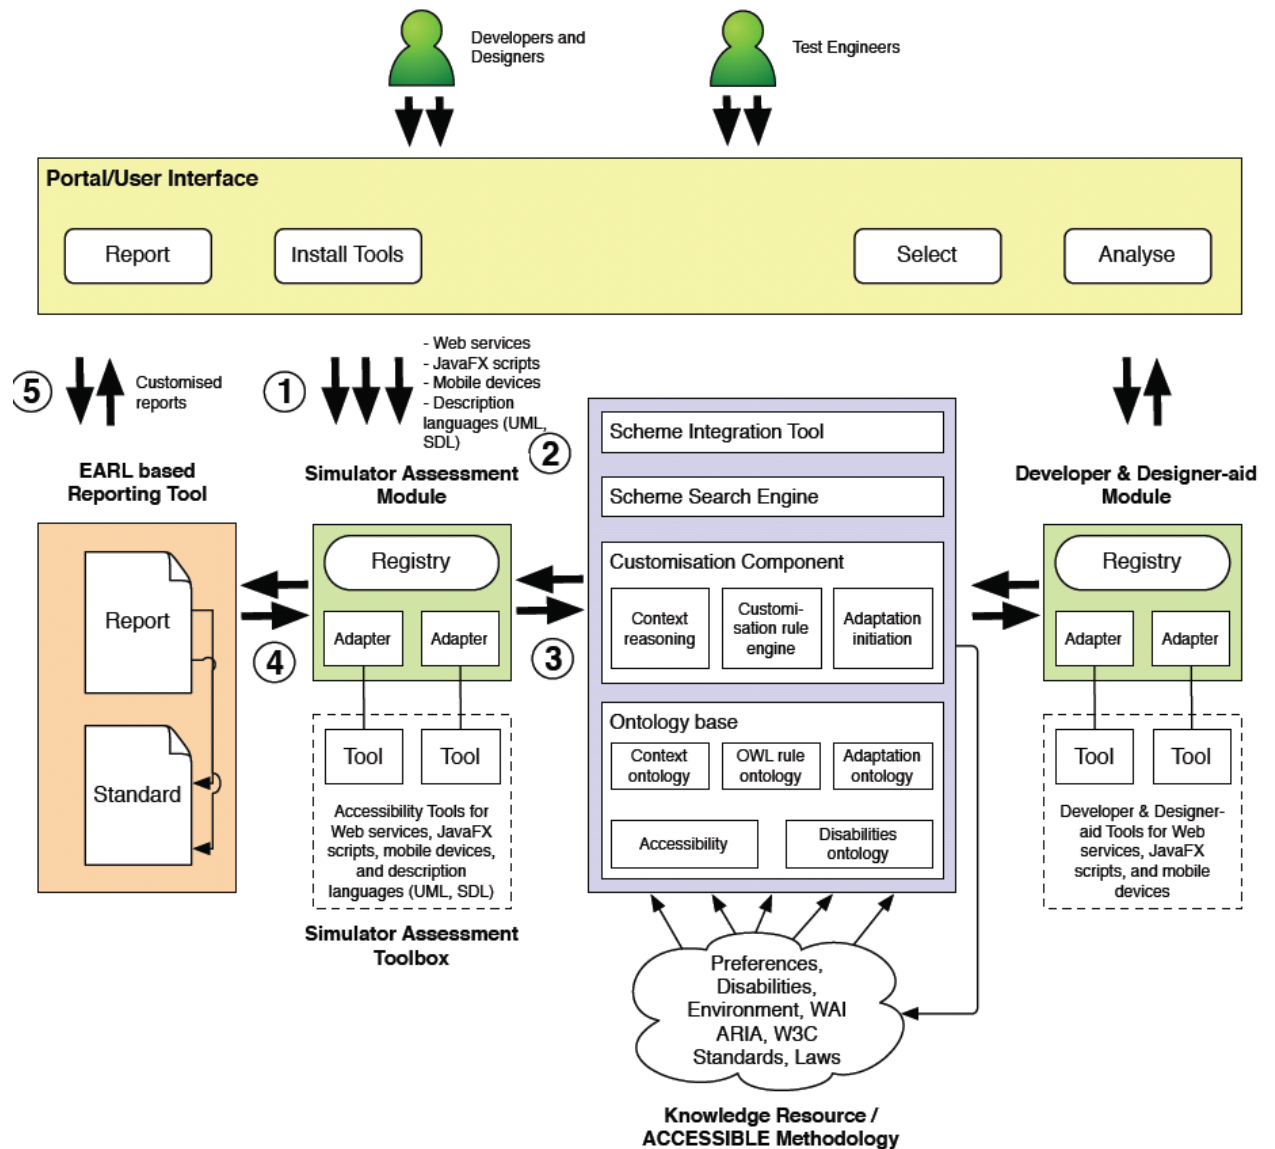 Developers and
Designers
Test Engineers
Portal/User Interface
Report
Install Tools
Select
Analyse
5
Customised
reports
1
- Web services
- JavaFX scripts
- Mobile devices
- Description
languages (UML,
SDL)
2
EARL based
Reporting Tool
Simulator Assessment
Module
Developer & Designer-aid
Module
Report
Standard
4
Registry
Adapter
Adapter
Tool
Tool
Accessibility Tools for
Web services, JavaFX
scripts, mobile devices,
and description
languages (UML, SDL)
Simulator Assessment
Toolbox
3
Scheme Integration Tool
Scheme Search Engine
Customisation Component
Context
reasoning
Customi-
sation rule
engine
Adaptation
initiation
Ontology base
Context
ontology
OWL rule
ontology
Adaptation
ontology
Accessibility
Disabilities
ontology
Registry
Adapter
Adapter
Tool
Tool
Developer & Designer-
aid Tools for Web
services, JavaFX
scripts, and mobile
devices
Preferences,
Disabilities,
Environment, WAI
ARIA, W3C
Standards, Laws
Knowledge Resource /
ACCESSIBLE Methodology